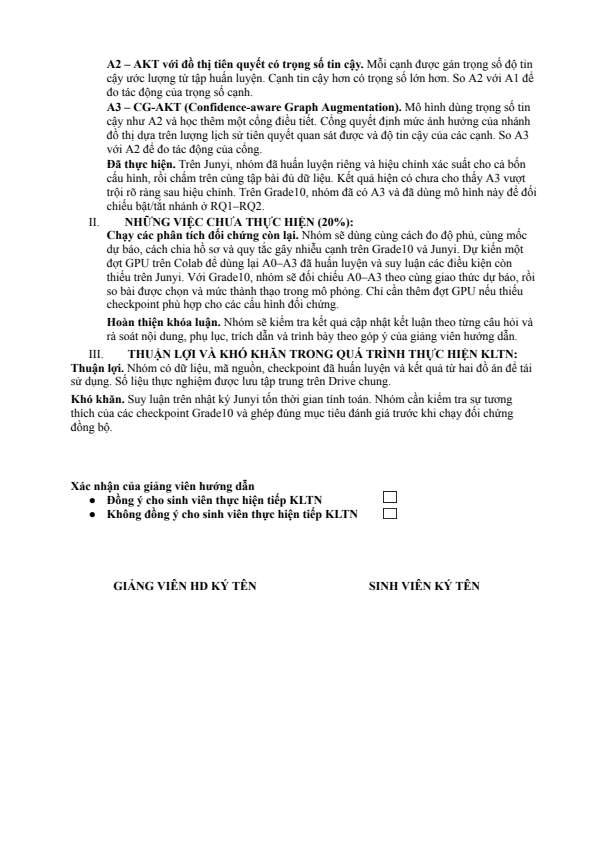 A2 – AKT với đồ thị tiên quyết có trọng số tin cậy. Mỗi cạnh được gán trọng số độ tin
cậy ước lượng từ tập huấn luyện. Cạnh tin cậy hơn có trọng số lớn hơn. So A2 với A1 để
đo tác động của trọng số cạnh.
A3 – CG-AKT (Confidence-aware Graph Augmentation). Mô hình dùng trọng số tin
cậy như A2 và học thêm một cổng điều tiết. Cổng quyết định mức ảnh hưởng của nhánh
đồ thị dựa trên lượng lịch sử tiên quyết quan sát được và độ tin cậy của các cạnh. So A3
với A2 để đo tác động của cổng.
Đã thực hiện. Trên Junyi, nhóm đã huấn luyện riêng và hiệu chỉnh xác suất cho cả bốn
cấu hình, rồi chấm trên cùng tập bài đủ dữ liệu. Kết quả hiện có chưa cho thấy A3 vượt
trội rõ ràng sau hiệu chỉnh. Trên Grade10, nhóm đã có A3 và đã dùng mô hình này để đối
chiếu bật/tắt nhánh ở RQ1–RQ2.
II. NHỮNG VIỆC CHƯA THỰC HIỆN (20%):
Chạy các phân tích đối chứng còn lại. Nhóm sẽ dùng cùng cách đo độ phủ, cùng mốc
dự báo, cách chia hồ sơ và quy tắc gây nhiễu cạnh trên Grade10 và Junyi. Dự kiến một
đợt GPU trên Colab để dùng lại A0–A3 đã huấn luyện và suy luận các điều kiện còn
thiếu trên Junyi. Với Grade10, nhóm sẽ đối chiếu A0–A3 theo cùng giao thức dự báo, rồi
so bài được chọn và mức thành thạo trong mô phỏng. Chỉ cần thêm đợt GPU nếu thiếu
checkpoint phù hợp cho các cấu hình đối chứng.
Hoàn thiện khóa luận. Nhóm sẽ kiểm tra kết quả cập nhật kết luận theo từng câu hỏi và
rà soát nội dung, phụ lục, trích dẫn và trình bày theo góp ý của giảng viên hướng dẫn.
III. THUẬN LỢI VÀ KHÓ KHĂN TRONG QUÁ TRÌNH THỰC HIỆN KLTN:
Thuận lợi. Nhóm có dữ liệu, mã nguồn, checkpoint đã huấn luyện và kết quả từ hai đồ án để tái
sử dụng. Số liệu thực nghiệm được lưu tập trung trên Drive chung.
Khó khăn. Suy luận trên nhật ký Junyi tốn thời gian tính toán. Nhóm cần kiểm tra sự tương
thích của các checkpoint Grade10 và ghép đúng mục tiêu đánh giá trước khi chạy đối chứng
đồng bộ.
Xác nhận của giảng viên hướng dẫn
● Đồng ý cho sinh viên thực hiện tiếp KLTN
● Không đồng ý cho sinh viên thực hiện tiếp KLTN
GIẢNG VIÊN HD KÝ TÊN SINH VIÊN KÝ TÊN